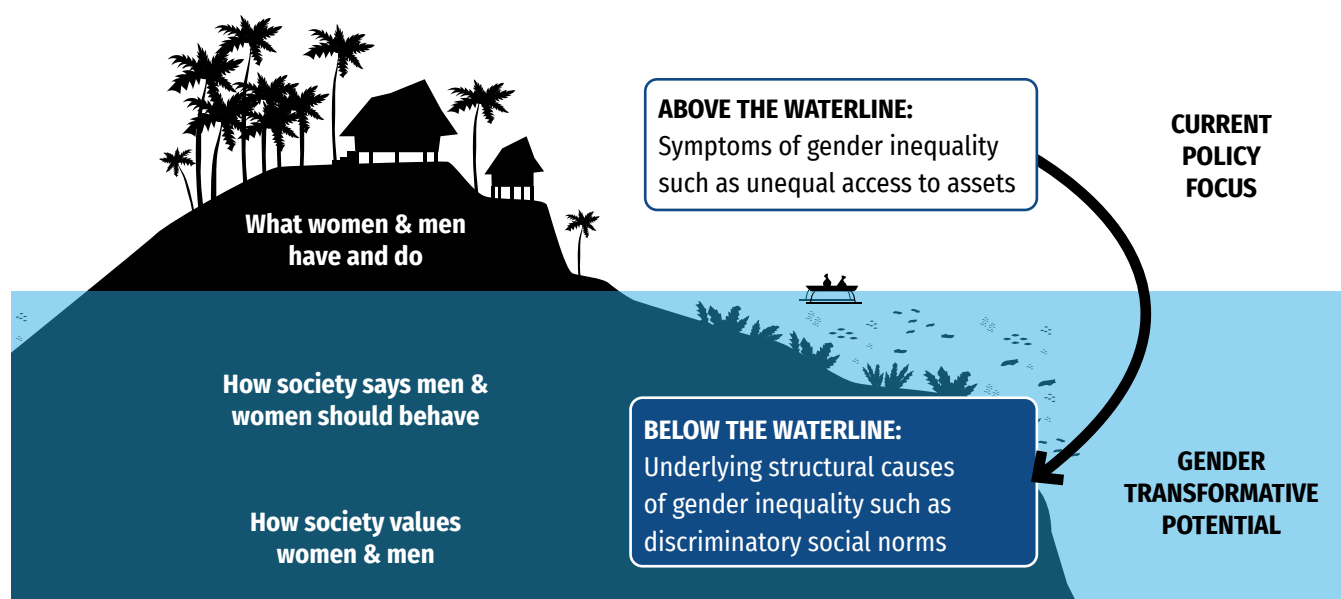 ABOVE THE WATERLINE:
Symptoms of gender inequality
such as unequal access to assets
CURRENT
POLICY
FOCUS
What women & men
have and do
How society says men &
women should behave
BELOW THE WATERLINE:
Underlying structural causes
of gender inequality such as
discriminatory social norms
GENDER
TRANSFORMATIVE
POTENTIAL
How society values
women & men